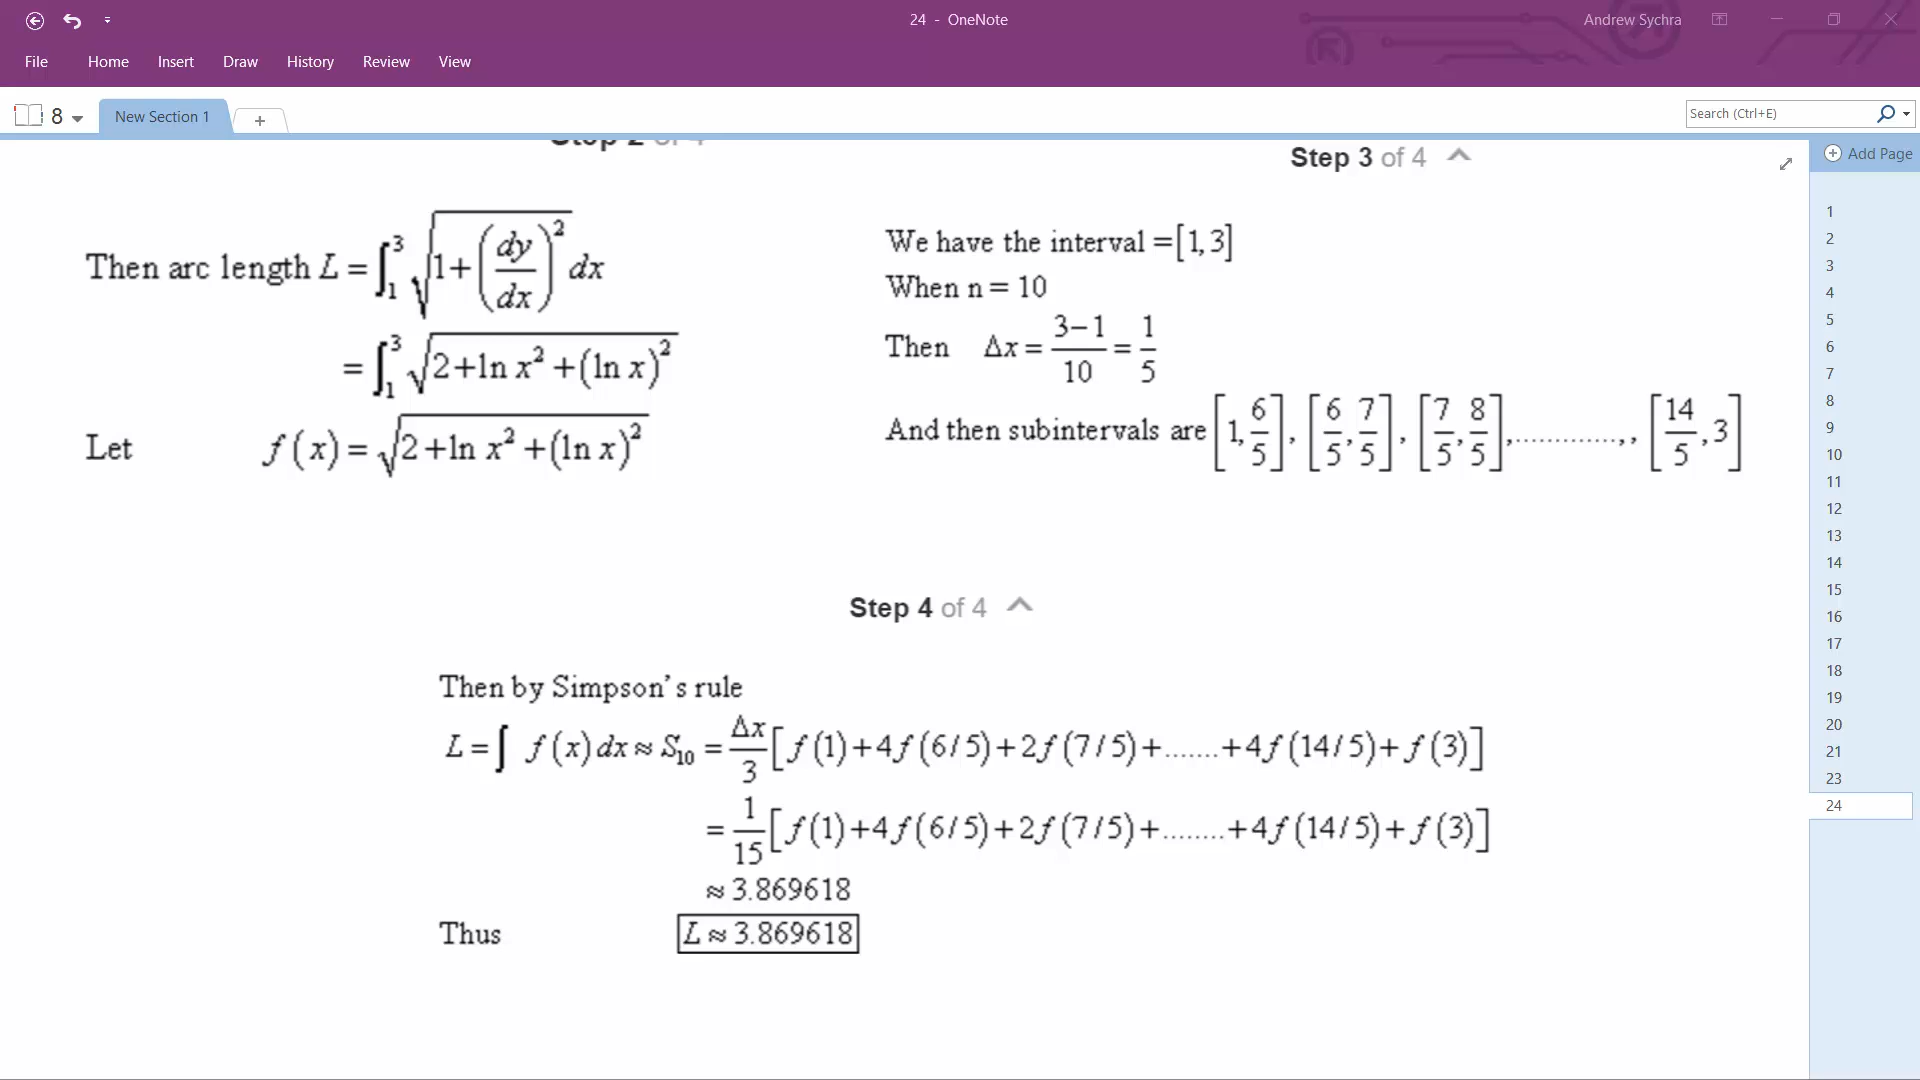 24 - OneNote
Andrew Sychra
File Home Insert Draw History Review View
8
New Section 1
+
Search (Ctrl+E)
Add Page
Step 2 of 4
Then arc length L = ∫₁³ √(1+(dy/dx)²) dx
= ∫₁³ √(2+ln x²+(ln x)²)
Let f(x) = √(2+ln x²+(ln x)²)
Step 3 of 4
We have the interval =[1,3]
When n = 10
Then Δx = (3−1)/10 = 1/5
And then subintervals are [1, 6/5], [6/5, 7/5], [7/5, 8/5],.............,, [14/5, 3]
Step 4 of 4
Then by Simpson's rule
L = ∫ f(x) dx ≈ S₁₀ = Δx/3 [f(1)+4f(6/5)+2f(7/5)+.......+4f(14/5)+f(3)]
= 1/15 [f(1)+4f(6/5)+2f(7/5)+........+4f(14/5)+f(3)]
≈ 3.869618
Thus L ≈ 3.869618
1
2
3
4
5
6
7
8
9
10
11
12
13
14
15
16
17
18
19
20
21
23
24